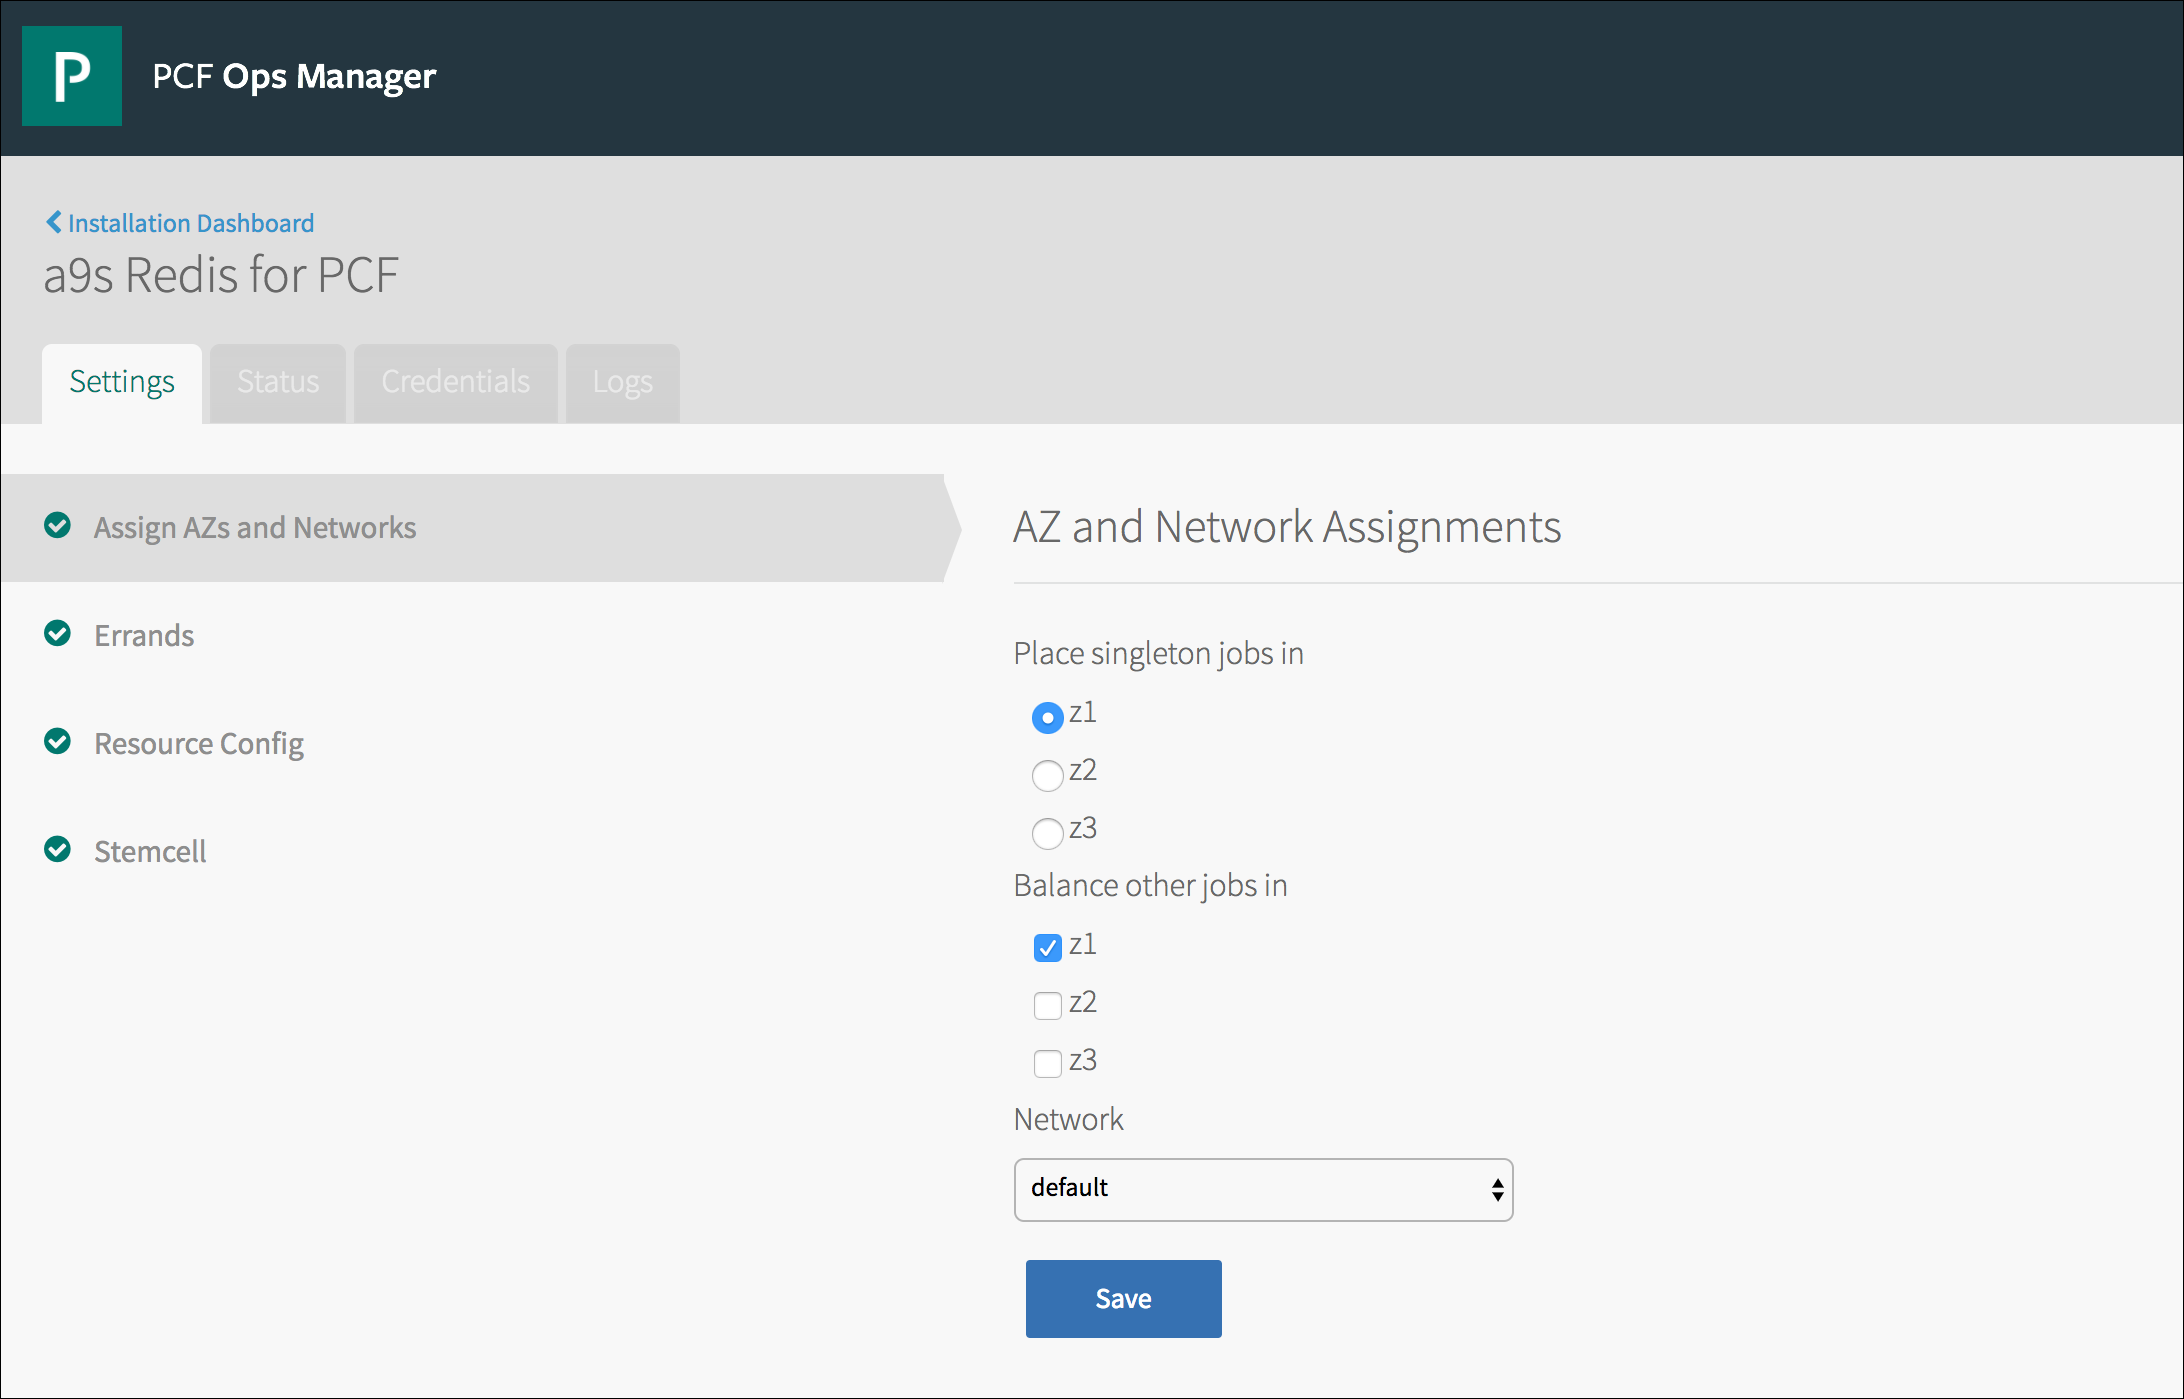 P
PCF Ops Manager
Installation Dashboard
a9s Redis for PCF
Settings
Status
Credentials
Logs
Assign AZs and Networks
Errands
Resource Config
Stemcell
AZ and Network Assignments
Place singleton jobs in
z1
z2
z3
Balance other jobs in
z1
z2
z3
Network
default
Save